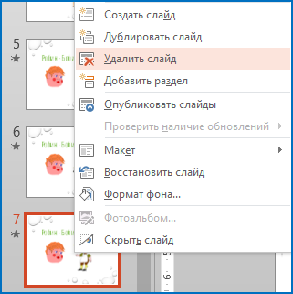 Создать слайд
Дублировать слайд
Удалить слайд
Добавить раздел
Опубликовать слайды
Проверить наличие обновлений
Макет
Восстановить слайд
Формат фона...
Фотоальбом...
Скрыть слайд
5
6
7